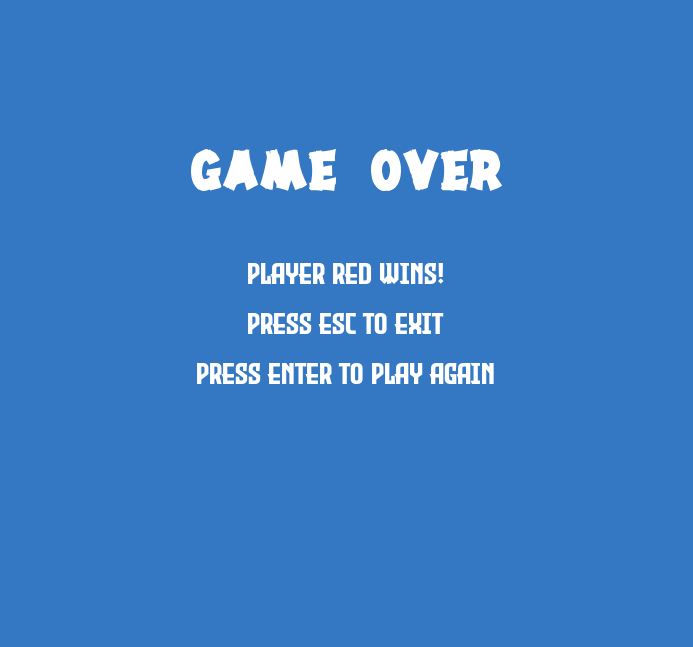 GAME OVER
PLAYER RED WINS!
PRESS ESC TO EXIT
PRESS ENTER TO PLAY AGAIN